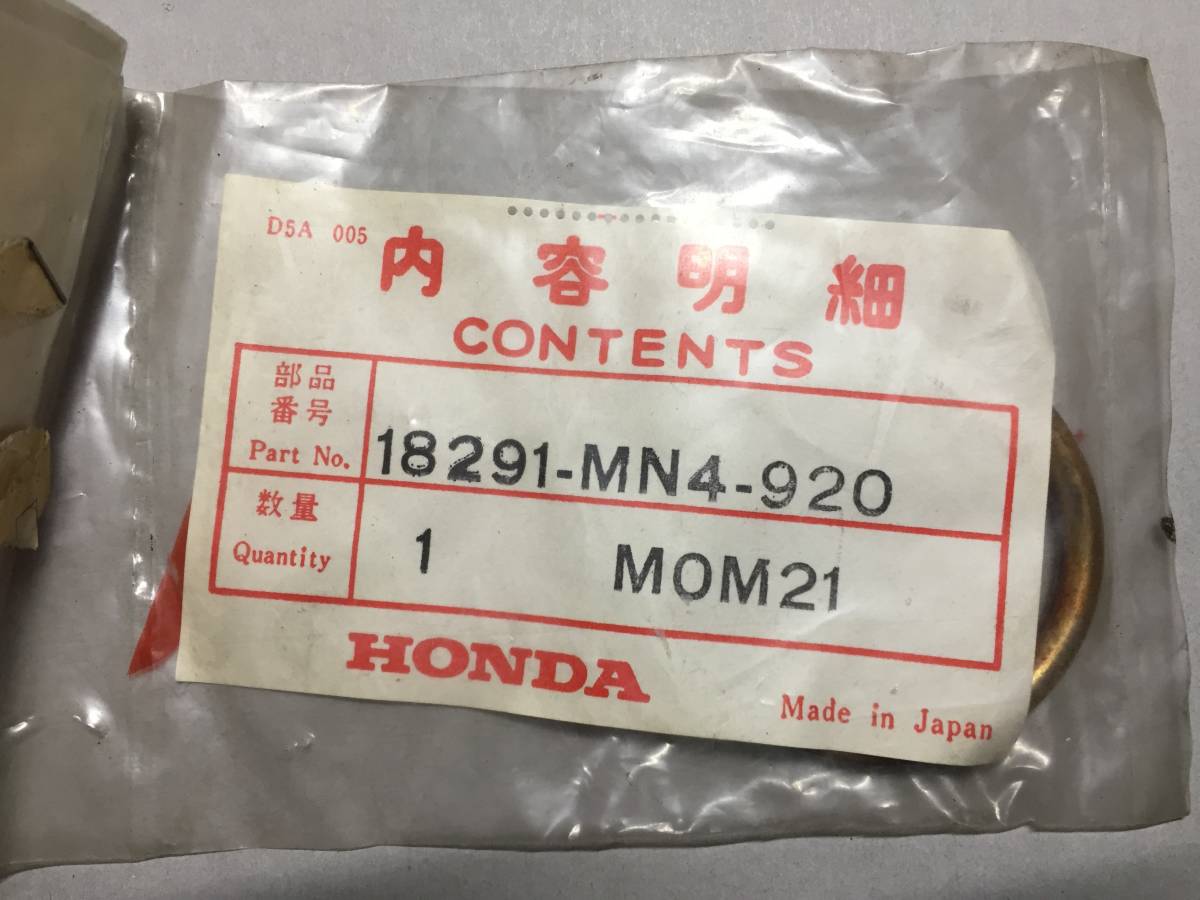 D5A 005
内容明細
CONTENTS
部品
番号
Part No.
18291-MN4-920
数量
Quantity
1 MOM21
HONDA
Made in Japan